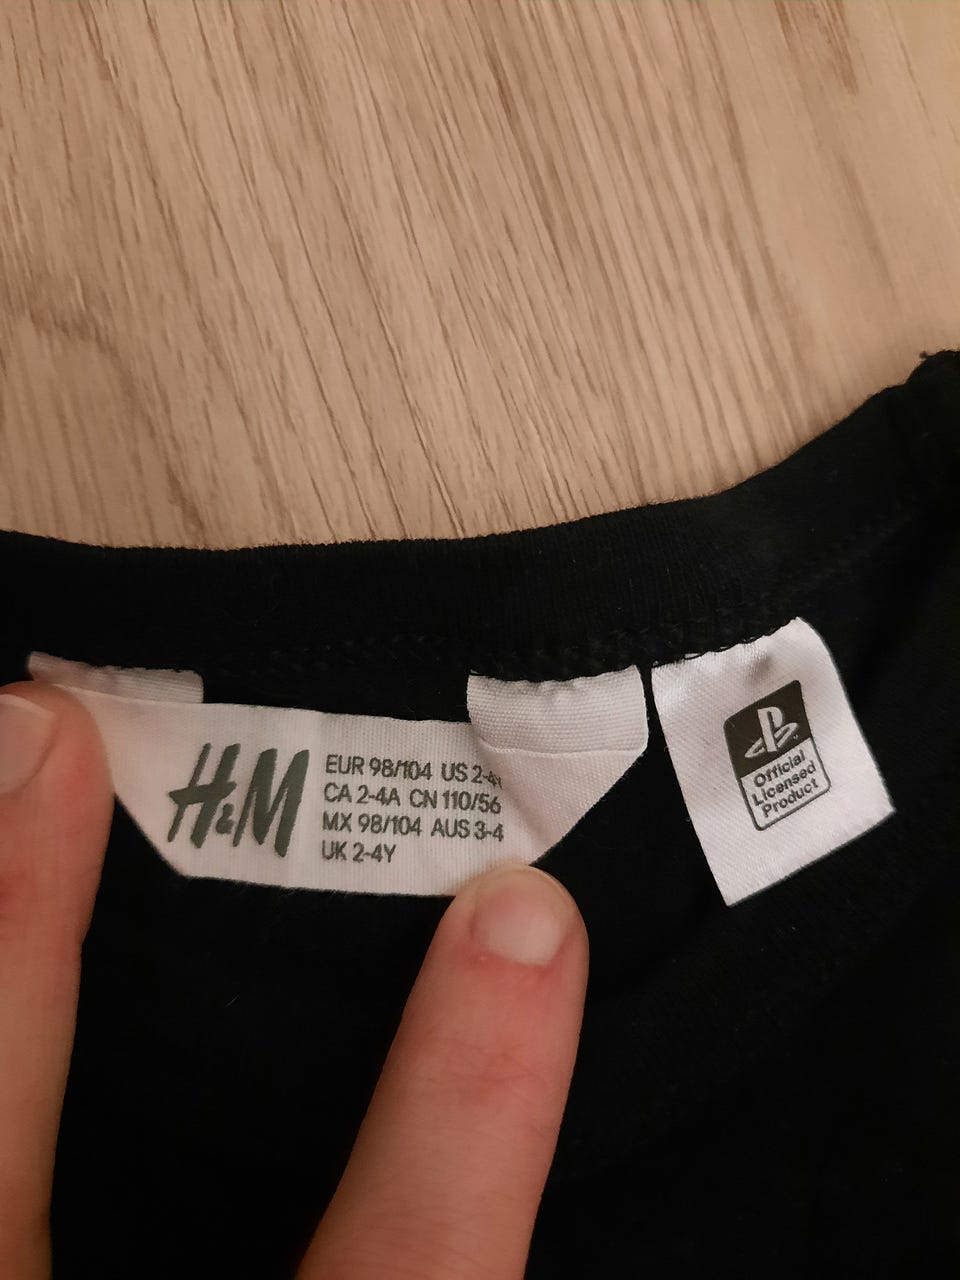 H&M
EUR 98/104 US 2-4Y
CA 2-4A CN 110/56
MX 98/104 AUS 3-4
UK 2-4Y
Official
Licensed
Product